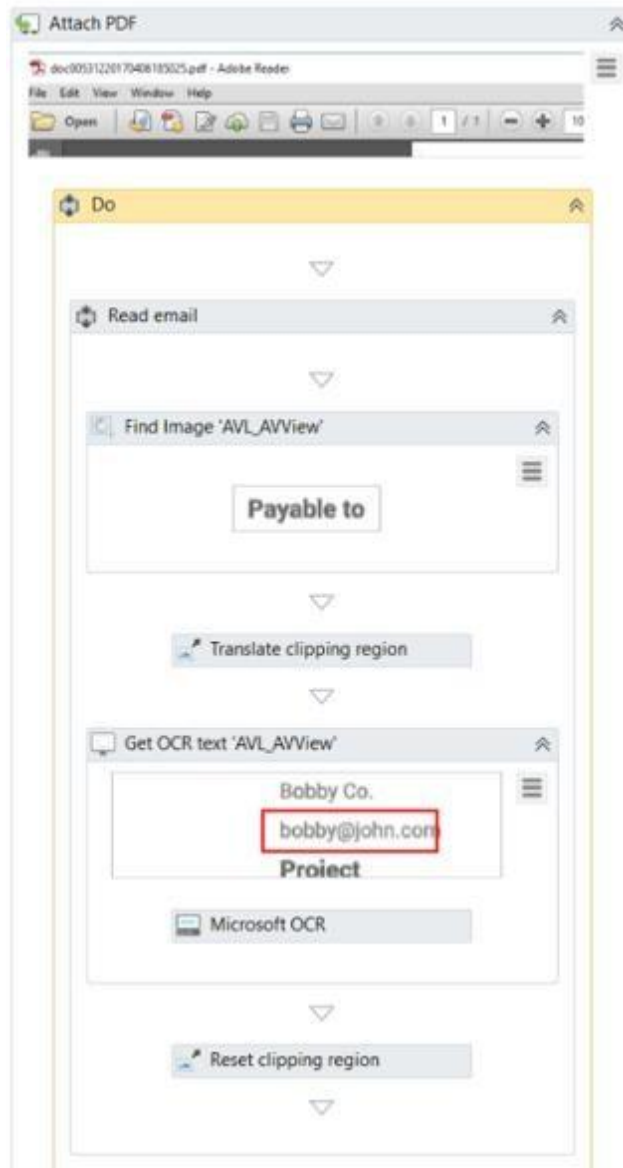 Attach PDF
doc00531220170406185025.pdf - Adobe Reader
File Edit View Window Help
Open 1 / 1 10
Do
Read email
Find Image 'AVL_AVView'
Payable to
Translate clipping region
Get OCR text 'AVL_AVView'
Bobby Co.
bobby@john.com
Project
Microsoft OCR
Reset clipping region